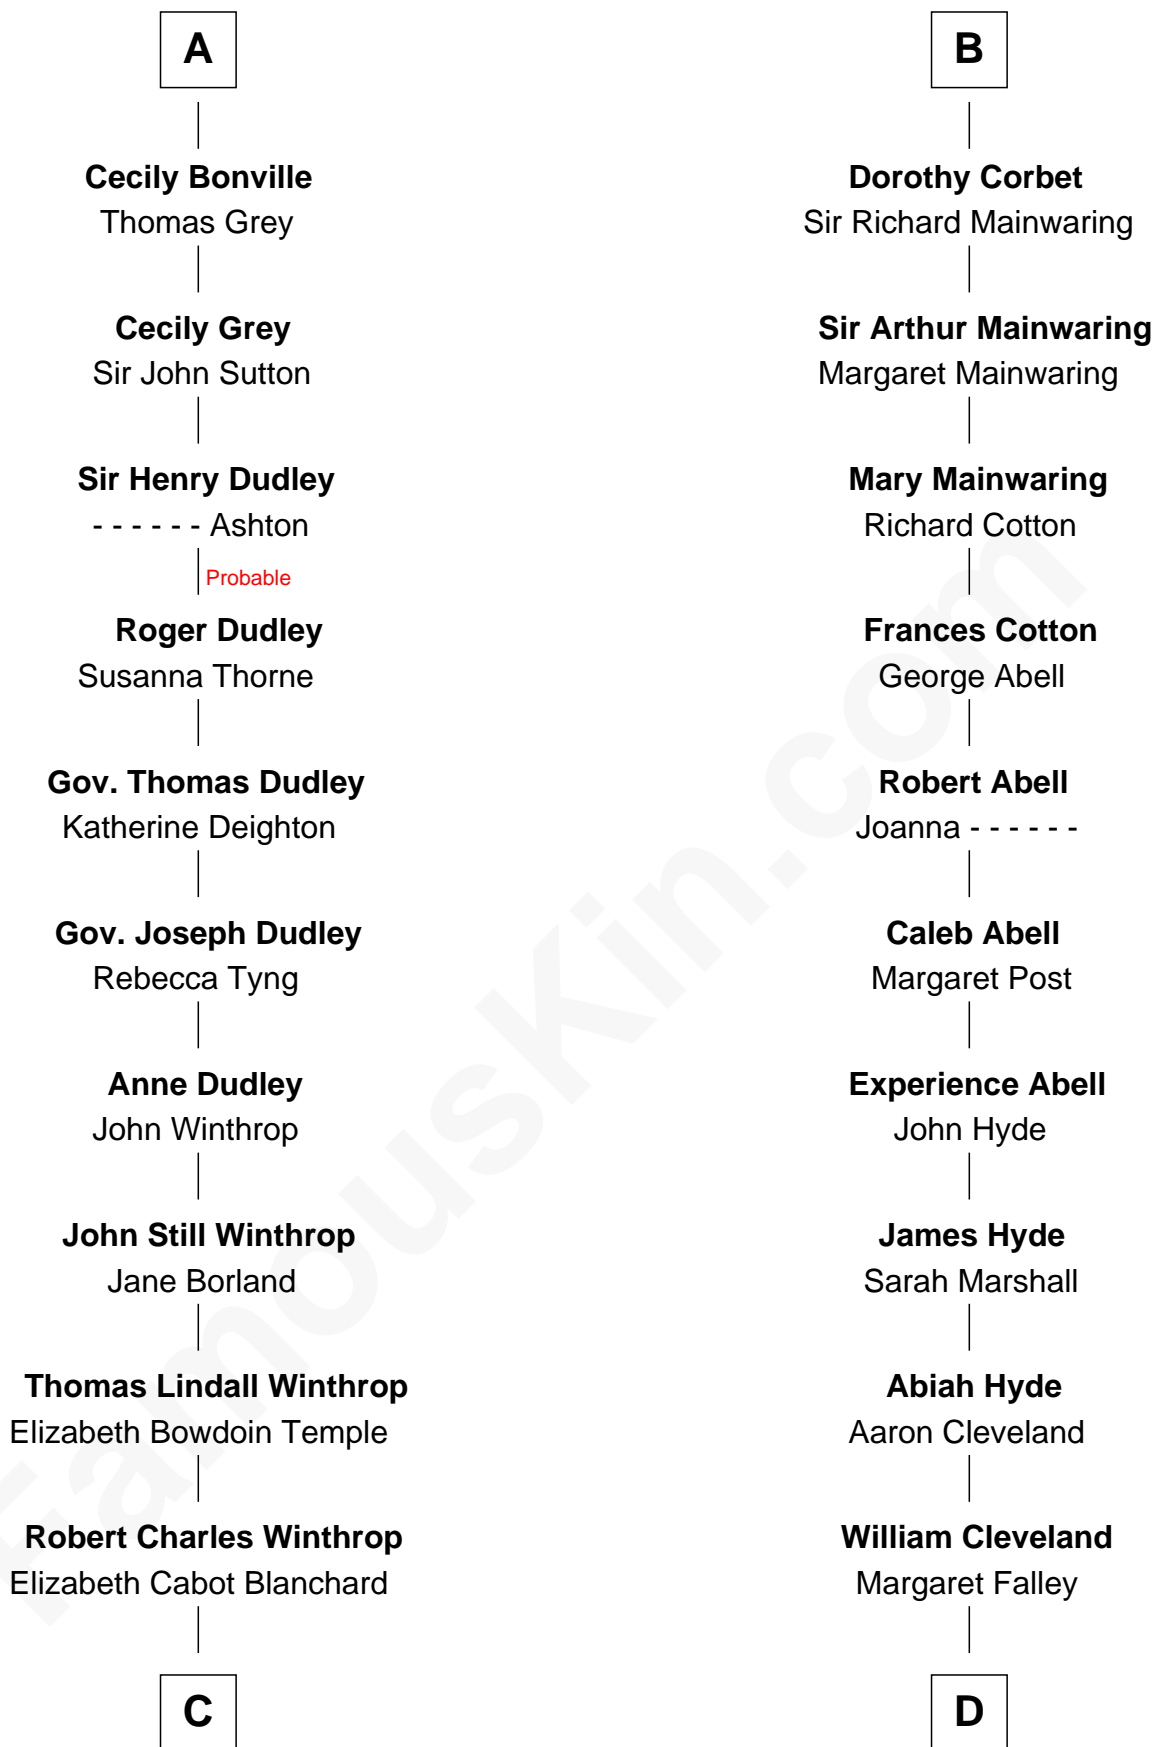 A
Cecily Bonville
Thomas Grey
Cecily Grey
Sir John Sutton
Sir Henry Dudley
- - - - - - Ashton
Probable
Roger Dudley
Susanna Thorne
Gov. Thomas Dudley
Katherine Deighton
Gov. Joseph Dudley
Rebecca Tyng
Anne Dudley
John Winthrop
John Still Winthrop
Jane Borland
Thomas Lindall Winthrop
Elizabeth Bowdoin Temple
Robert Charles Winthrop
Elizabeth Cabot Blanchard
C
B
Dorothy Corbet
Sir Richard Mainwaring
Sir Arthur Mainwaring
Margaret Mainwaring
Mary Mainwaring
Richard Cotton
Frances Cotton
George Abell
Robert Abell
Joanna - - - - - -
Caleb Abell
Margaret Post
Experience Abell
John Hyde
James Hyde
Sarah Marshall
Abiah Hyde
Aaron Cleveland
William Cleveland
Margaret Falley
D
FamousKin.com